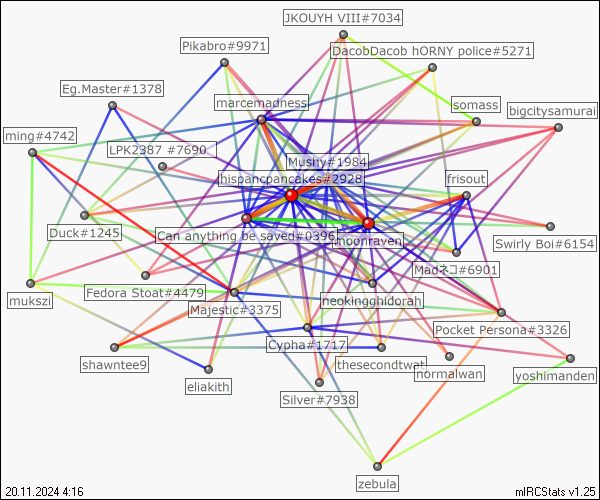 JKOUYH VIII#7034
Pikabro#9971
DacobDacob hORNY police#5271
Eg.Master#1378
marcemadness
somass
bigcitysamurai
ming#4742
LPK2387 #7690
Mushy#1984
hispancpancakes#2928
frisout
Duck#1245
Can anything be saved#0396
moonraven
Swirly Boi#6154
Madネコ#6901
mukszi
Fedora Stoat#4479
neokingghidorah
Majestic#3375
Pocket Persona#3326
Cypha#1717
shawntee9
thesecondtwat
normalwan
yoshimanden
eliakith
Silver#7938
zebula
20.11.2024 4:16
mIRCStats v1.25